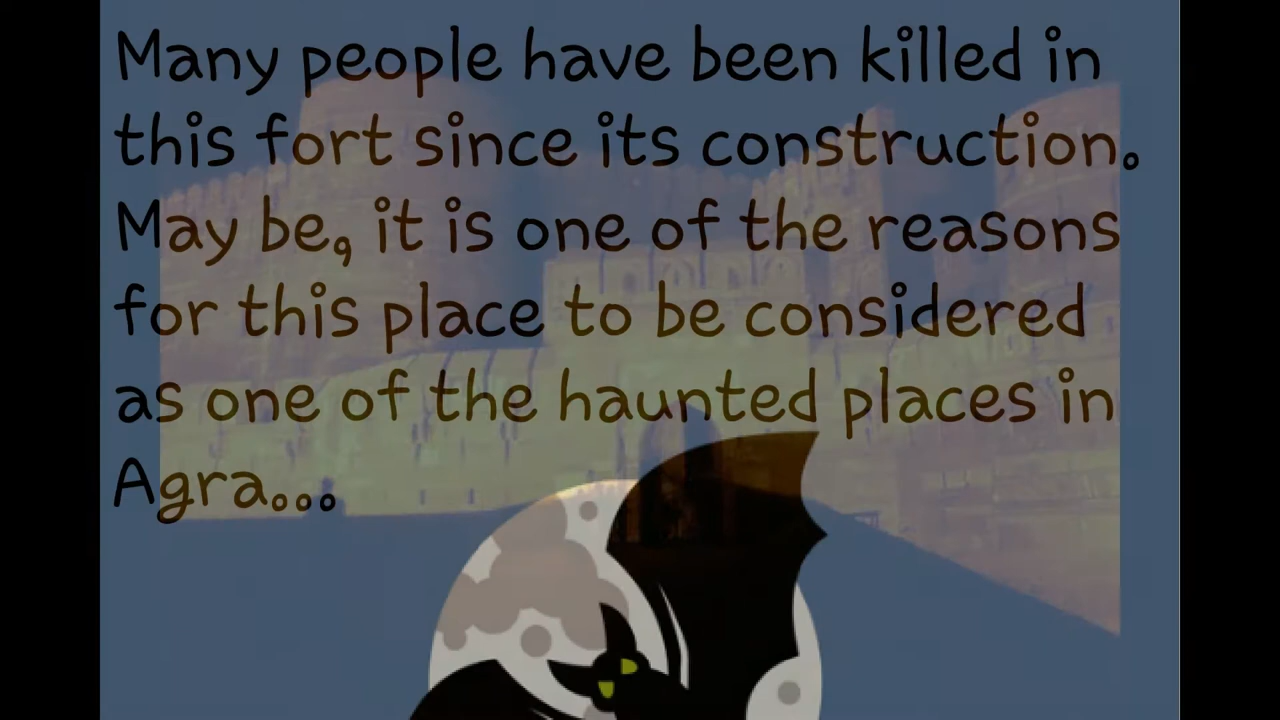 Many people have been killed in
this fort since its construction.
May be, it is one of the reasons
for this place to be considered
as one of the haunted places in
Agra...